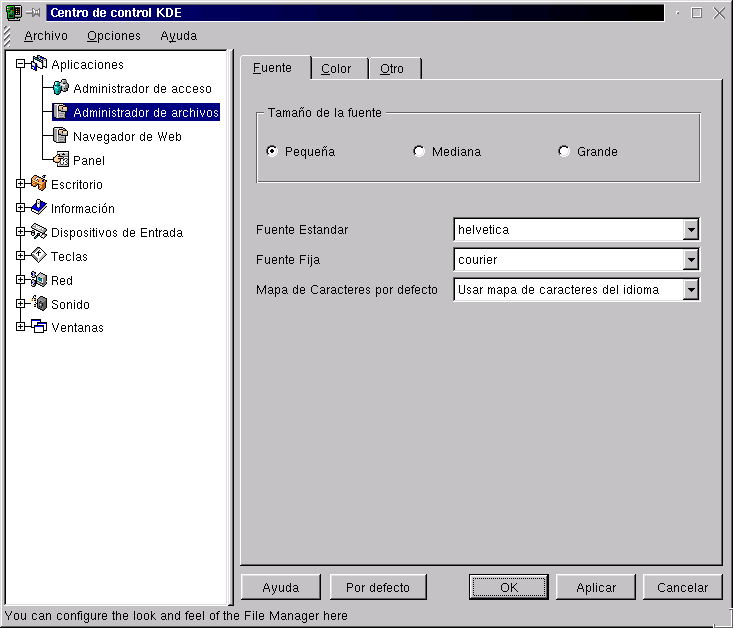 Centro de control KDE
Archivo Opciones Ayuda
Aplicaciones
Administrador de acceso
Administrador de archivos
Navegador de Web
Panel
Escritorio
Información
Dispositivos de Entrada
Teclas
Red
Sonido
Ventanas
Fuente Color Otro
Tamaño de la fuente
Pequeña Mediana Grande
Fuente Estandar helvetica
Fuente Fija courier
Mapa de Caracteres por defecto Usar mapa de caracteres del idioma
Ayuda Por defecto OK Aplicar Cancelar
You can configure the look and feel of the File Manager here